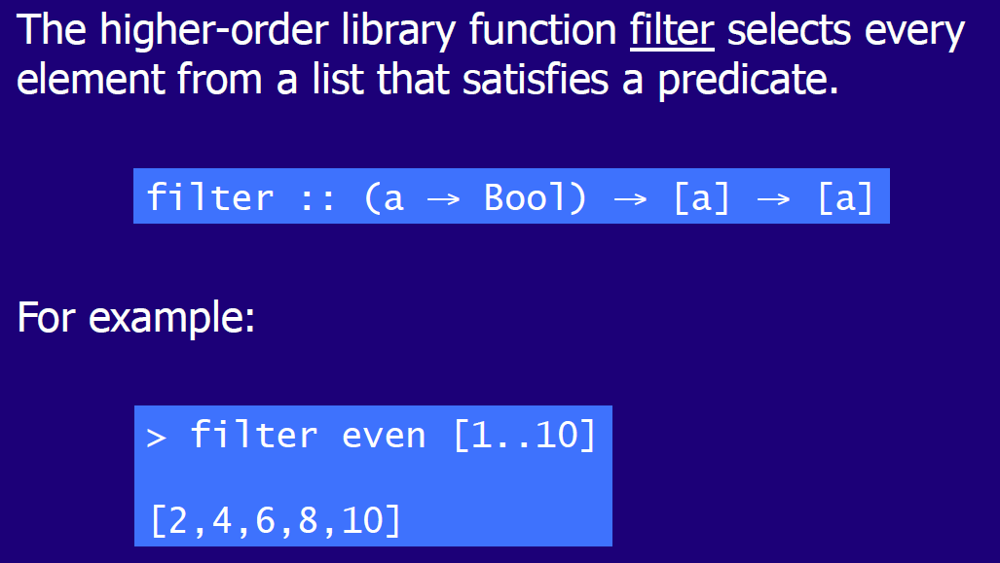 The higher-order library function filter selects every
element from a list that satisfies a predicate.
filter :: (a → Bool) → [a] → [a]
For example:
> filter even [1..10]
[2,4,6,8,10]